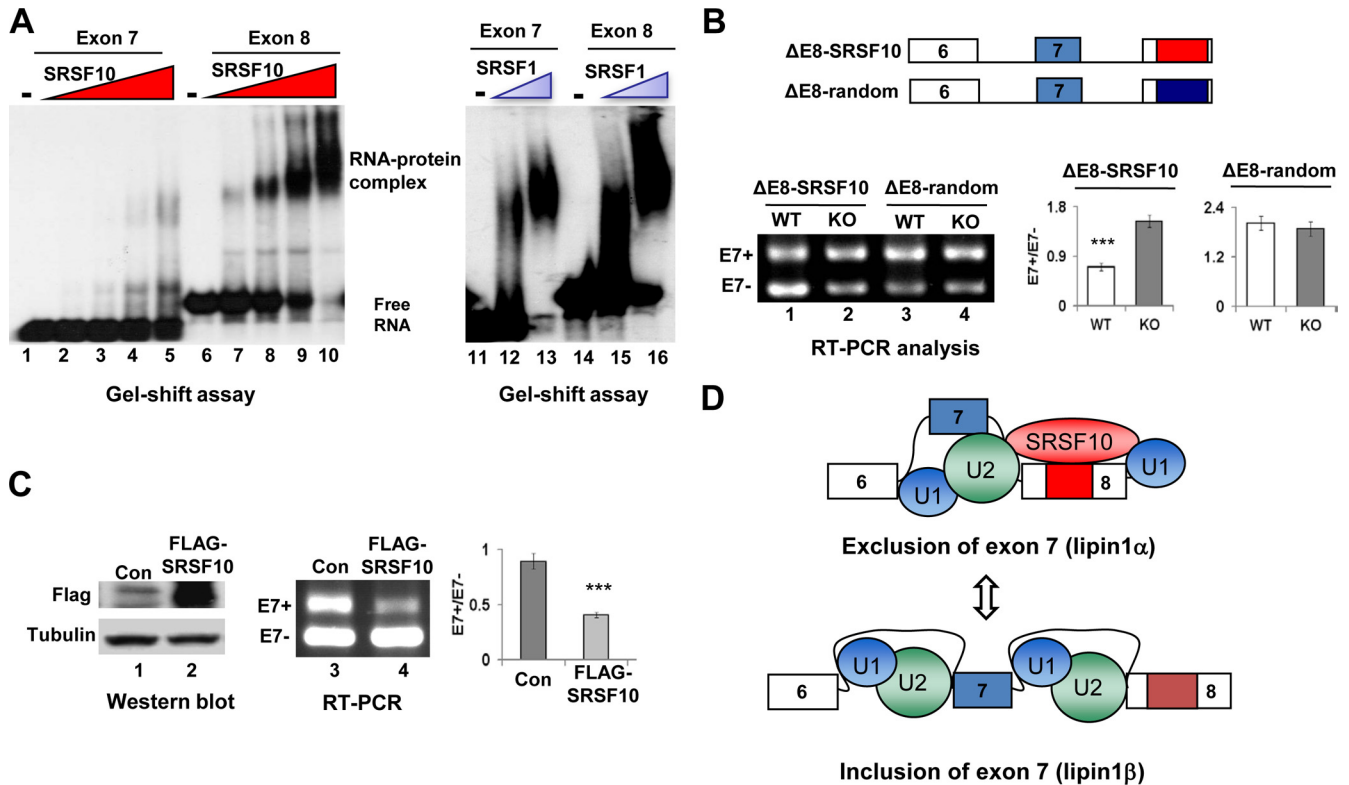 A
Exon 7
Exon 8
SRSF10
SRSF10
-
-
RNA-protein
complex
Free
RNA
1 2 3 4 5 6 7 8 9 10
Gel-shift assay
Exon 7
Exon 8
SRSF1
SRSF1
-
-
11 12 13 14 15 16
Gel-shift assay
B
ΔE8-SRSF10
6
7
ΔE8-random
6
7
ΔE8-SRSF10
ΔE8-random
WT KO WT KO
E7+
E7-
1 2 3 4
RT-PCR analysis
ΔE8-SRSF10
E7+/E7-
1.8
0.9
0
***
WT KO
ΔE8-random
2.4
1.2
0
WT KO
C
Con
FLAG-
SRSF10
Flag
Tubulin
1 2
Western blot
Con
FLAG-
SRSF10
E7+
E7-
3 4
RT-PCR
E7+/E7-
1
0.5
0
***
Con
FLAG-
SRSF10
D
7
SRSF10
6
U1
U2
8
U1
Exclusion of exon 7 (lipin1α)
6
U1
U2
7
U1
U2
8
Inclusion of exon 7 (lipin1β)